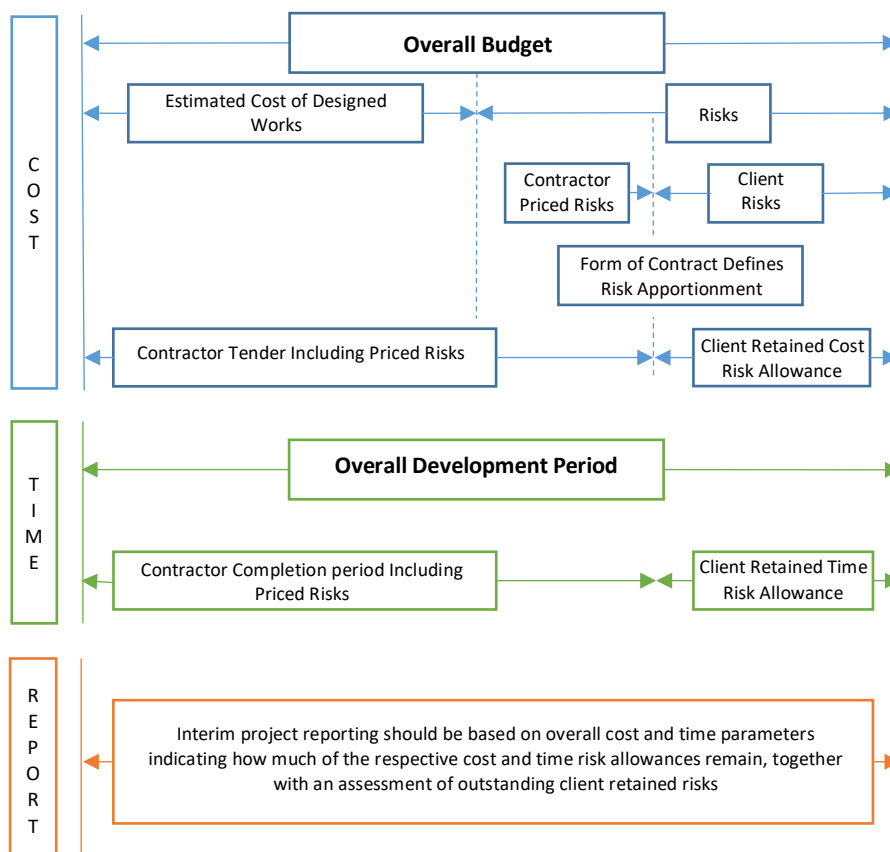 COST
Overall Budget
Estimated Cost of Designed
Works
Risks
Contractor
Priced Risks
Client
Risks
Form of Contract Defines
Risk Apportionment
Contractor Tender Including Priced Risks
Client Retained Cost
Risk Allowance
TIME
Overall Development Period
Contractor Completion period Including
Priced Risks
Client Retained Time
Risk Allowance
REPORT
Interim project reporting should be based on overall cost and time parameters
indicating how much of the respective cost and time risk allowances remain, together
with an assessment of outstanding client retained risks